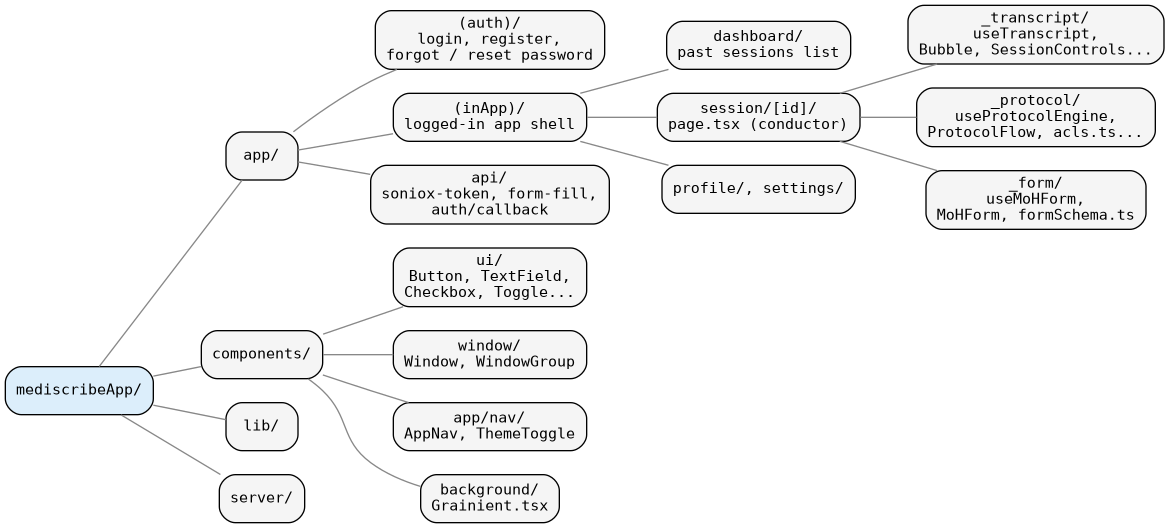 (auth)/
login, register,
forgot / reset password
dashboard/
past sessions list
_transcript/
useTranscript,
Bubble, SessionControls...
(inApp)/
logged-in app shell
session/[id]/
page.tsx (conductor)
_protocol/
useProtocolEngine,
ProtocolFlow, acls.ts...
app/
api/
soniox-token, form-fill,
auth/callback
profile/, settings/
_form/
useMoHForm,
MoHForm, formSchema.ts
ui/
Button, TextField,
Checkbox, Toggle...
components/
window/
Window, WindowGroup
mediscribeApp/
lib/
app/nav/
AppNav, ThemeToggle
server/
background/
Grainient.tsx